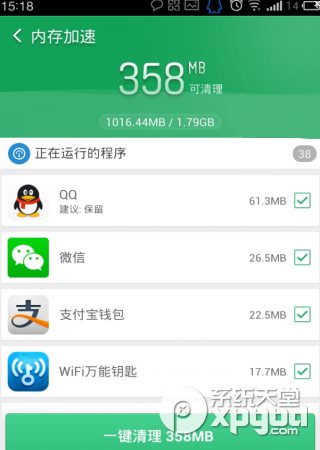 15:18
14
内存加速
358MB
可清理
1016.44MB / 1.79GB
正在运行的程序
38
QQ
建议: 保留
61.3MB
微信
26.5MB
支付宝钱包
22.5MB
WiFi万能钥匙
17.7MB
系统天堂
xpgod
.com
一键清理 358MB